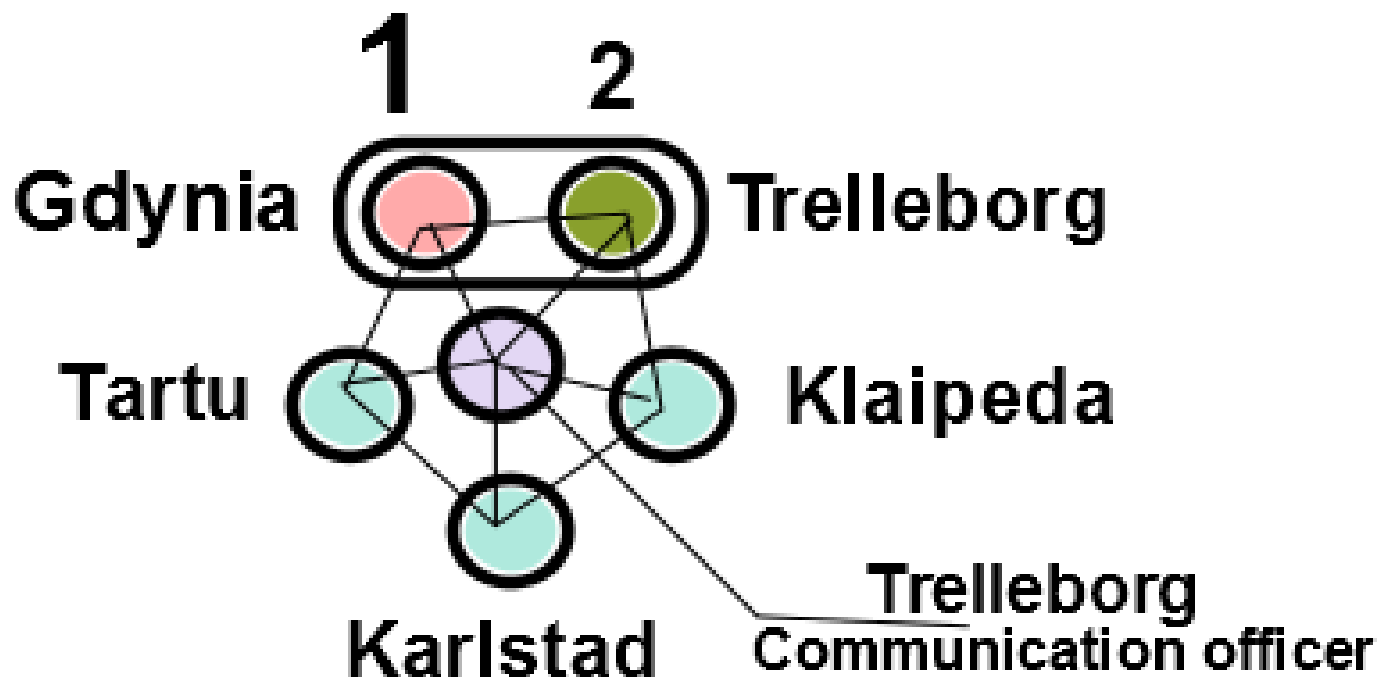 1 2
Gdynia Trelleborg
Tartu Klaipeda
Trelleborg
Communication officer
Karlstad